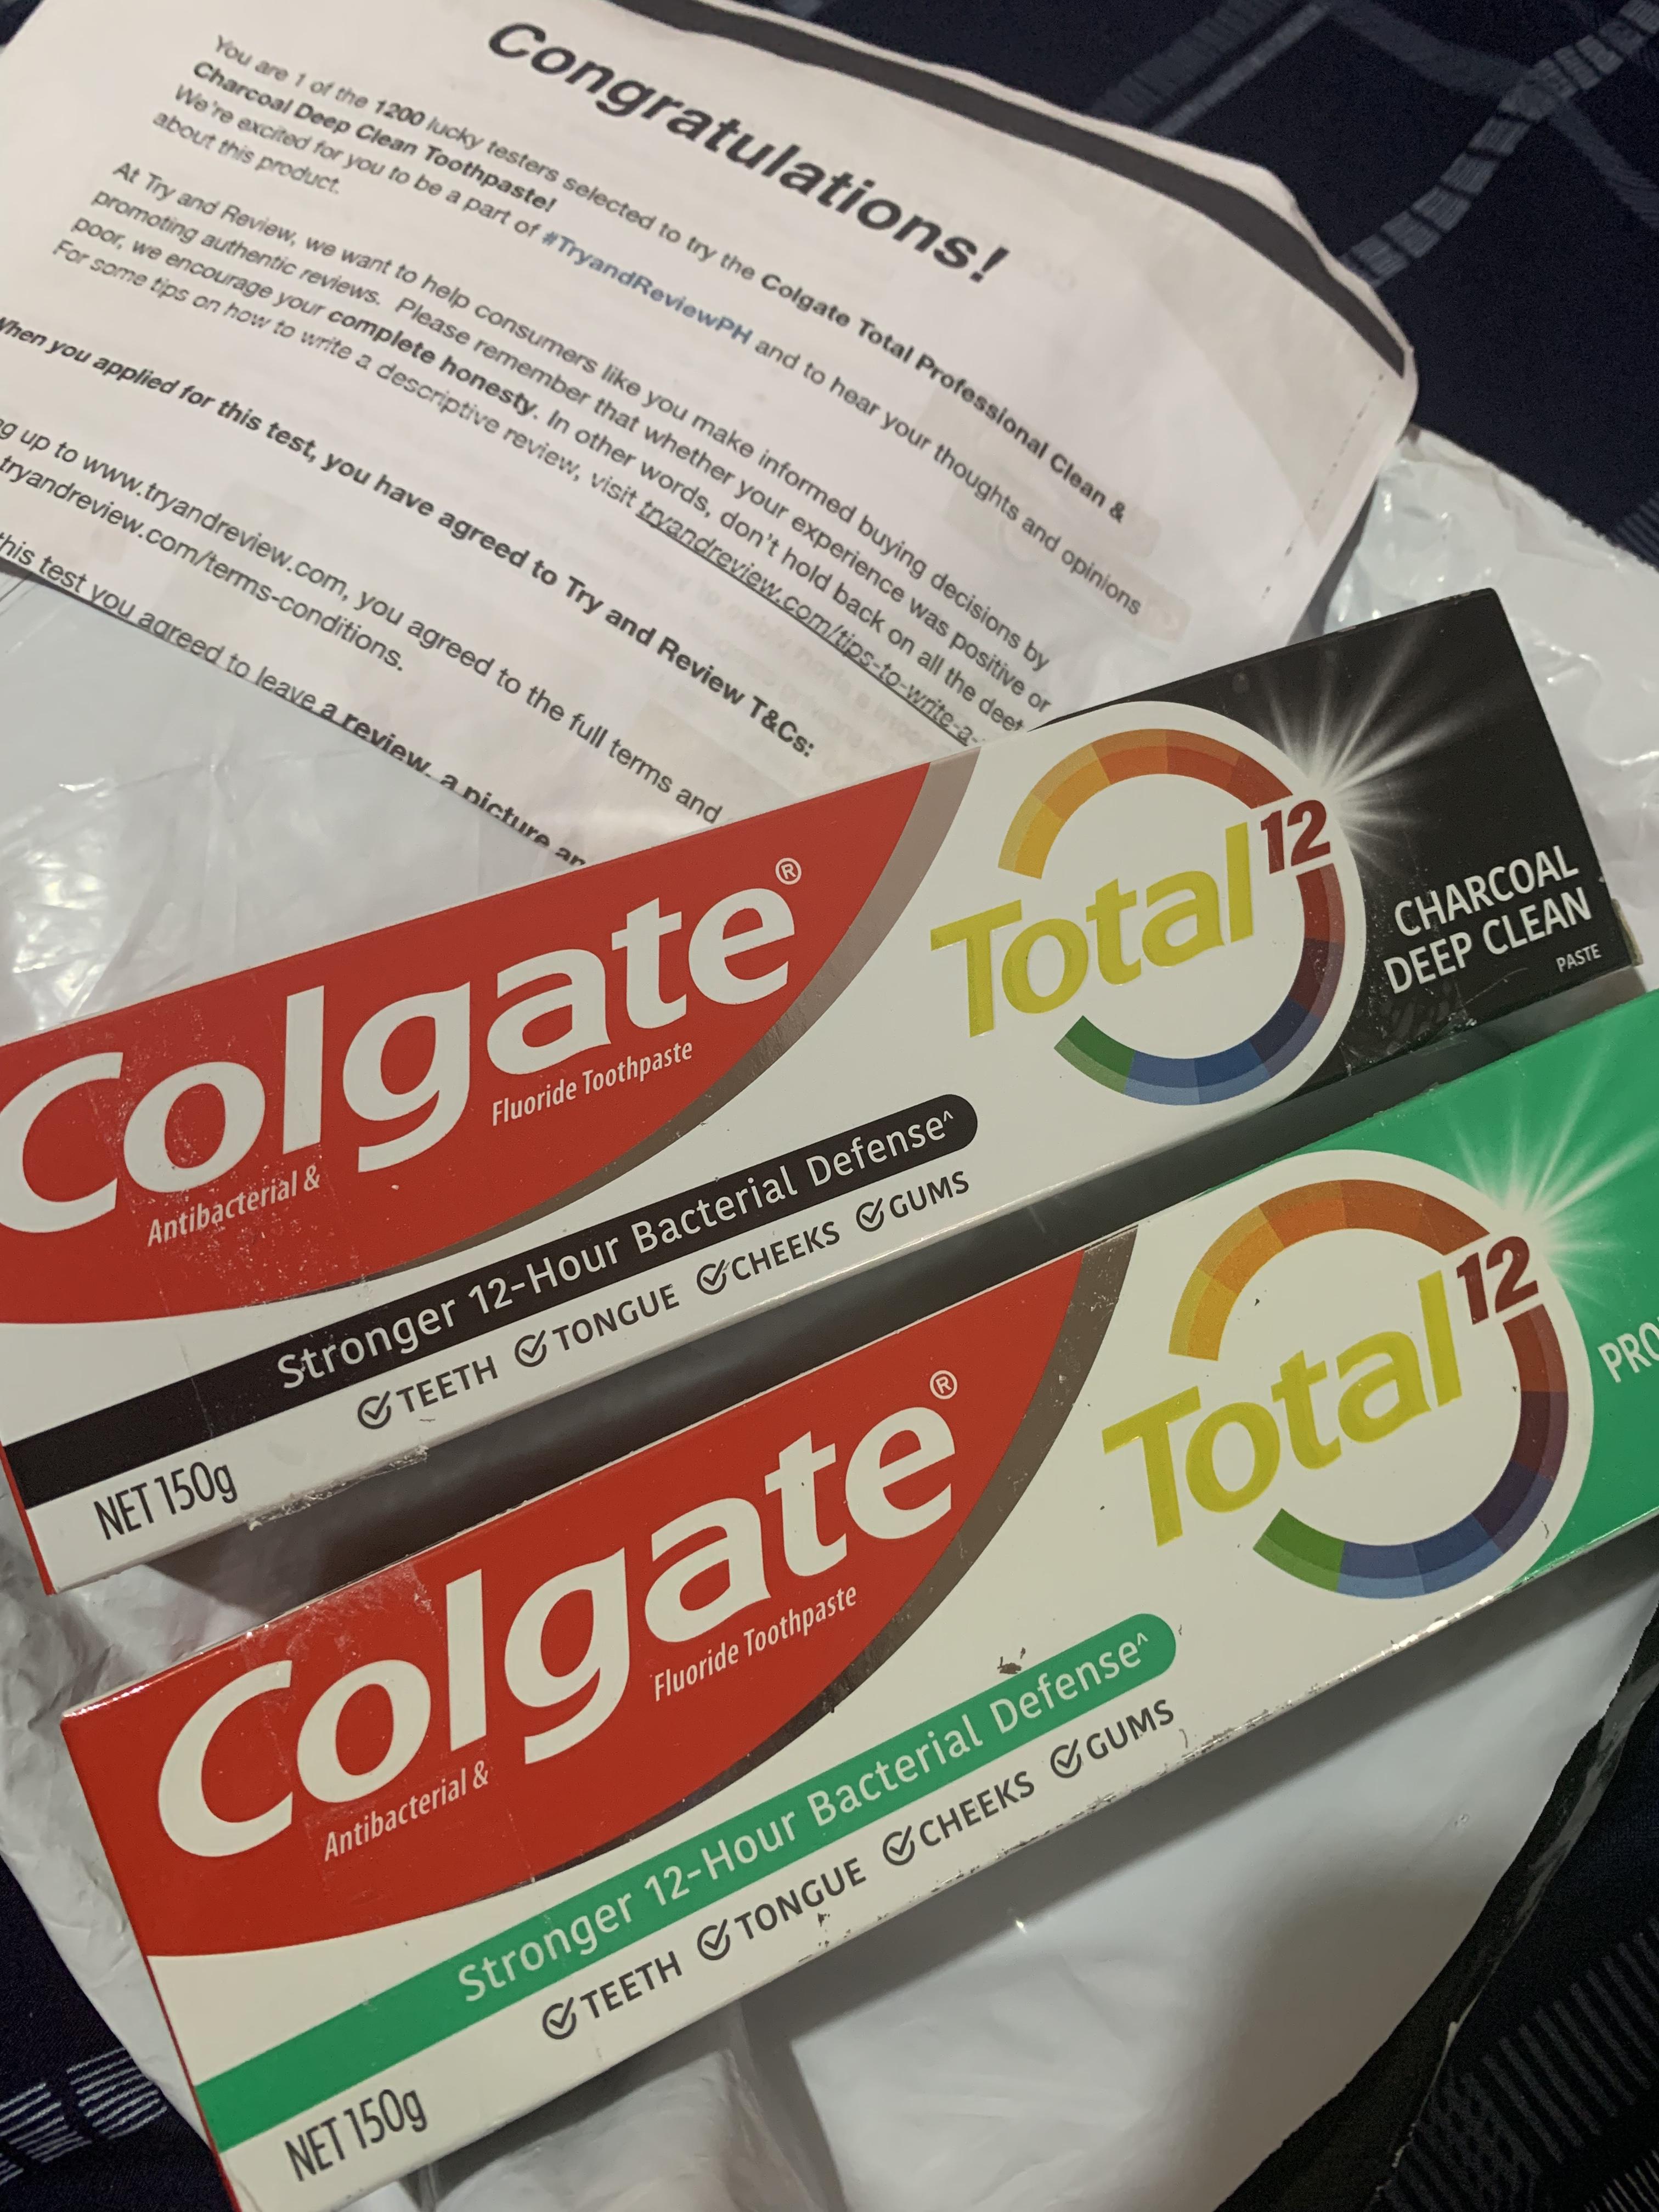 Congratulations!
You are 1 of the 1200 lucky testers selected to try the Colgate Total Professional Clean &
Charcoal Deep Clean Toothpaste!
We're excited for you to be a part of #TryandReviewPH and to hear your thoughts and opinions
about this product.
At Try and Review, we want to help consumers like you make informed buying decisions by
promoting authentic reviews. Please remember that whether your experience was positive or
poor, we encourage your complete honesty. In other words, don't hold back on all the deet
For some tips on how to write a descriptive review, visit tryandreview.com/tips-to-write-a-
When you applied for this test, you have agreed to Try and Review T&Cs:
up to www.tryandreview.com, you agreed to the full terms and
tryandreview.com/terms-conditions.
this test you agreed to leave a review, a picture an
Colgate®
Antibacterial & Fluoride Toothpaste
Total 12
CHARCOAL
DEEP CLEAN
PASTE
Stronger 12-Hour Bacterial Defense^
TEETH TONGUE CHEEKS GUMS
NET 150g
Colgate®
Antibacterial & Fluoride Toothpaste
Total 12
PRO
Stronger 12-Hour Bacterial Defense^
TEETH TONGUE CHEEKS GUMS
NET 150g